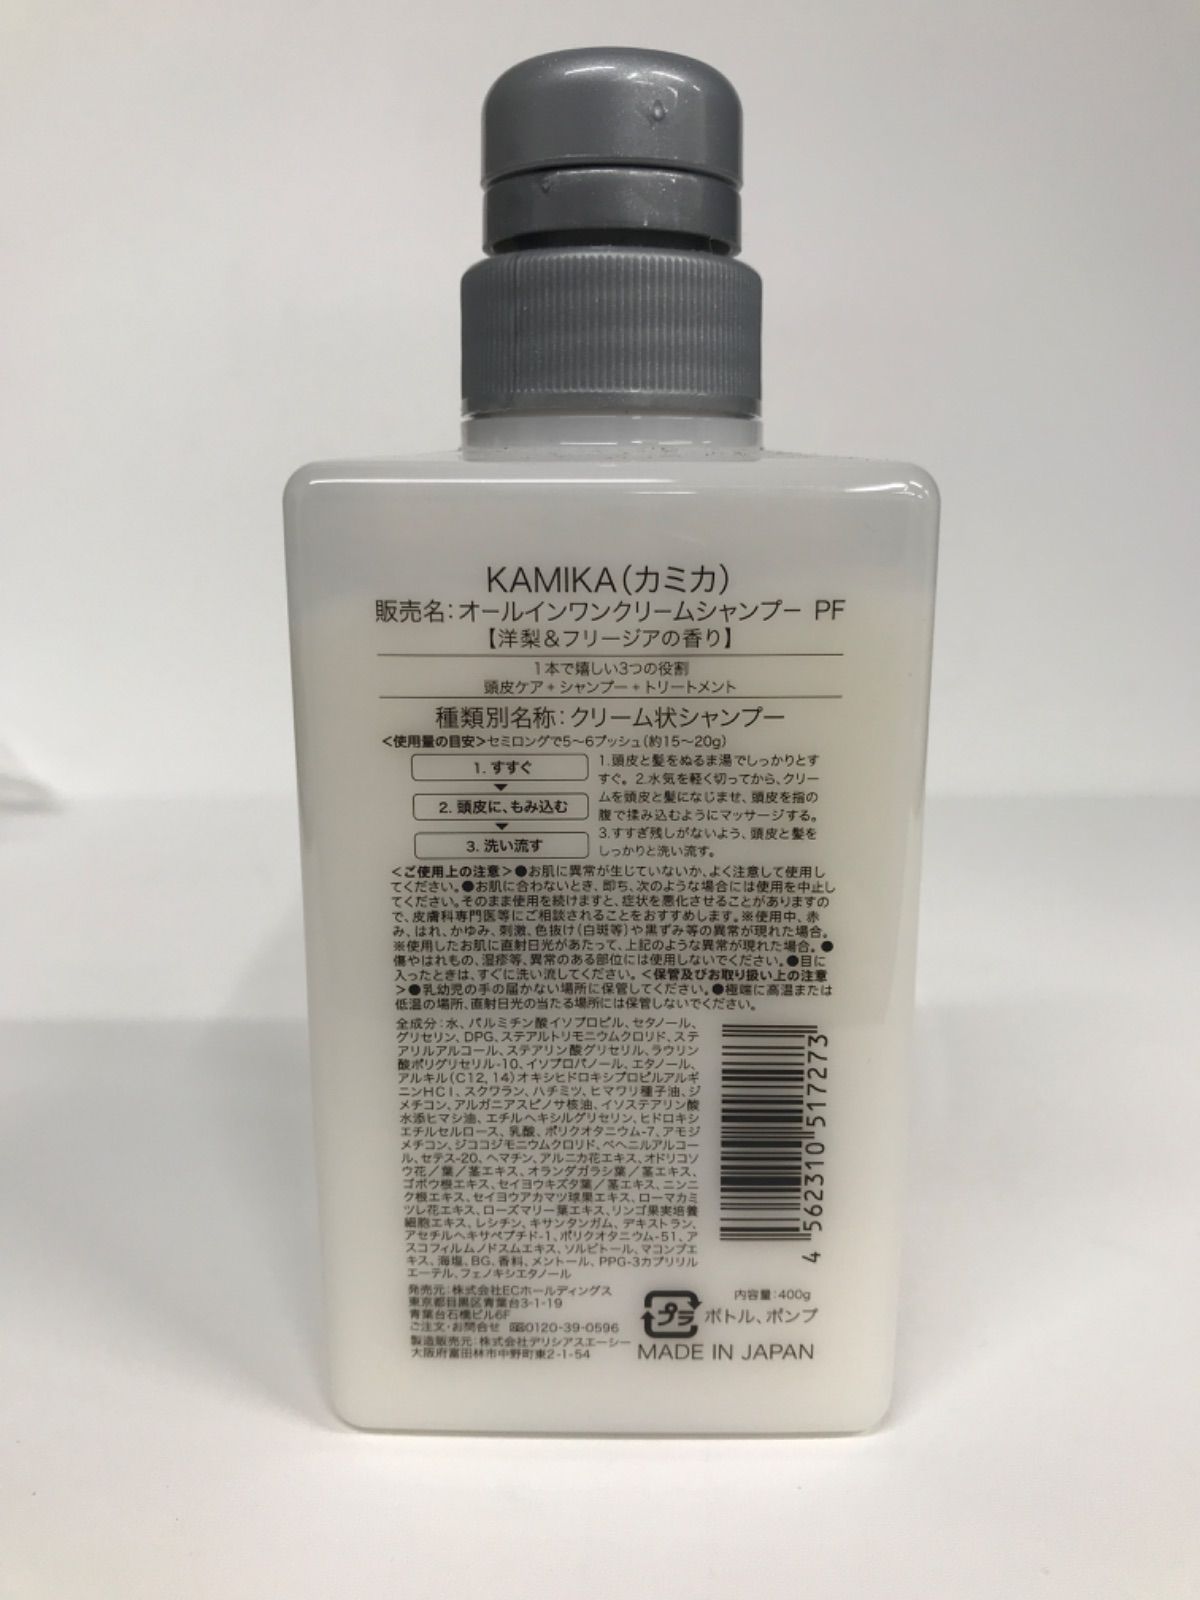 KAMIKA（カミカ）
販売名：オールインワンクリームシャンプー PF
【洋梨＆フリージアの香り】
1本で嬉しい3つの役割
頭皮ケア＋シャンプー＋トリートメント
種類別名称：クリーム状シャンプー
＜使用量の目安＞セミロングで5〜6プッシュ（約15〜20g）
1. すすぐ
2. 頭皮に、もみ込む
3. 洗い流す
1.頭皮と髪をぬるま湯でしっかりとす
すぐ。2.水気を軽く切ってから、クリー
ムを頭皮と髪になじませ、頭皮を指の
腹で揉み込むようにマッサージする。
3.すすぎ残しがないよう、頭皮と髪を
しっかりと洗い流す。
＜ご使用上の注意＞●お肌に異常が生じていないか、よく注意して使用し
てください。●お肌に合わないとき、即ち、次のような場合には使用を中止し
てください。そのまま使用を続けますと、症状を悪化させることがありますの
で、皮膚科専門医等にご相談されることをおすすめします。※使用中、赤
み、はれ、かゆみ、刺激、色抜け（白斑等）や黒ずみ等の異常が現れた場合。
※使用したお肌に直射日光があたって、上記のような異常が現れた場合。●
傷やはれもの、湿疹等、異常のある部位には使用しないでください。●目に
入ったときは、すぐに洗い流してください。＜保管及びお取り扱い上の注意
＞●乳幼児の手の届かない場所に保管してください。●極端に高温または
低温の場所、直射日光の当たる場所には保管しないでください。
全成分：水、パルミチン酸イソプロピル、セタノール、
グリセリン、DPG、ステアルトリモニウムクロリド、ステ
アリルアルコール、ステアリン酸グリセリル、ラウリン
酸ポリグリセリル-10、イソプロパノール、エタノール、
アルキル（C12, 14）オキシヒドロキシプロピルアルギ
ニンHCl、スクワラン、ハチミツ、ヒマワリ種子油、ジ
メチコン、アルガニアスピノサ核油、イソステアリン酸
水添ヒマシ油、エチルヘキシルグリセリン、ヒドロキシ
エチルセルロース、乳酸、ポリクオタニウム-7、アモジ
メチコン、ジココジモニウムクロリド、ベヘニルアルコー
ル、セテス-20、ヘマチン、アルニカ花エキス、オドリコソ
ウ花／葉／茎エキス、オランダガラシ葉／茎エキス、
ゴボウ根エキス、セイヨウキズタ葉／茎エキス、ニンニ
ク根エキス、セイヨウアカマツ球果エキス、ローマカミ
ツレ花エキス、ローズマリー葉エキス、リンゴ果実培養
細胞エキス、レシチン、キサンタンガム、デキストラン、
アセチルヘキサペプチド-1、ポリクオタニウム-51、ア
スコフィルムノドスムエキス、ソルビトール、マコンブエ
キス、海塩、BG、香料、メントール、PPG-3カプリリル
エーテル、フェノキシエタノール
4 562310 517273
発売元：株式会社ECホールディングス
東京都目黒区青葉台3-1-19
青葉台石橋ビル6F
ご注文・お問合せ 0120-39-0596
製造販売元：株式会社デリシアスエーシー
大阪府富田林市中野町東2-1-54
内容量：400g
プラ ボトル、ポンプ
MADE IN JAPAN